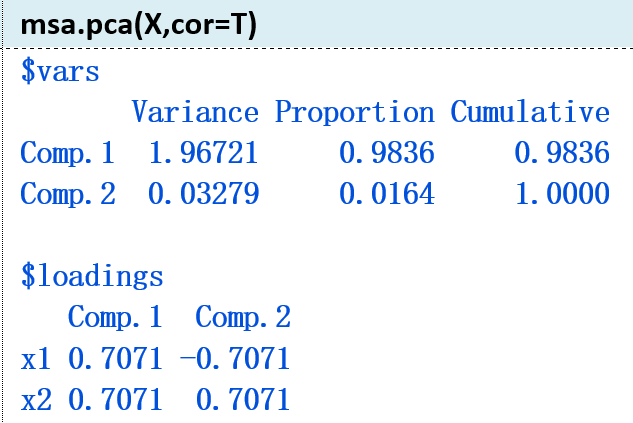 msa.pca(X,cor=T)
$vars
Variance Proportion Cumulative
Comp.1 1.96721 0.9836 0.9836
Comp.2 0.03279 0.0164 1.0000
$loadings
Comp.1 Comp.2
x1 0.7071 -0.7071
x2 0.7071 0.7071